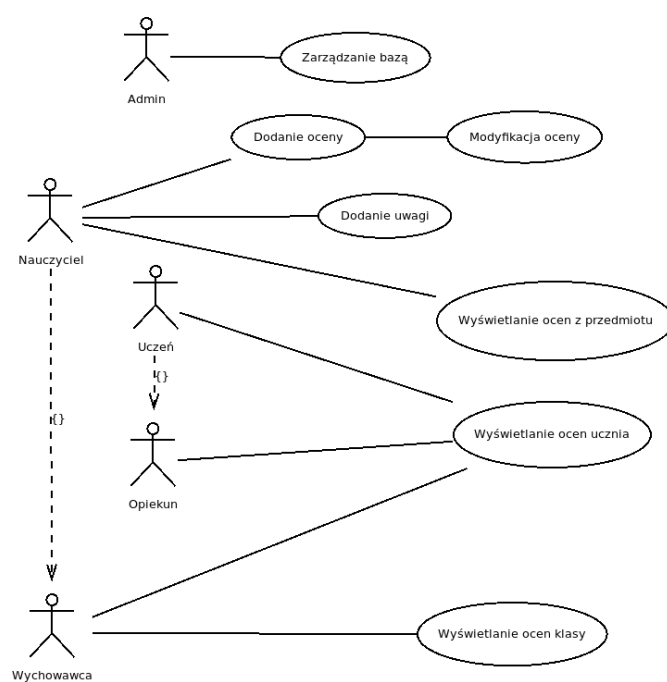 Zarządzanie bazą
Admin
Dodanie oceny
Modyfikacja oceny
Dodanie uwagi
Nauczyciel
Wyświetlanie ocen z przedmiotu
Uczeń
{}
{}
Wyświetlanie ocen ucznia
Opiekun
Wyświetlanie ocen klasy
Wychowawca